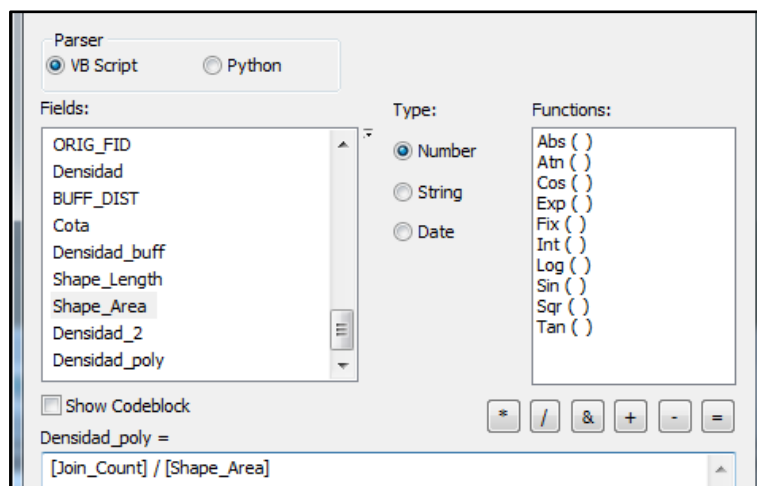 Parser
VB Script Python
Fields: Type: Functions:
ORIG_FID
Densidad
BUFF_DIST
Cota
Densidad_buff
Shape_Length
Shape_Area
Densidad_2
Densidad_poly
Number
String
Date
Abs ( )
Atn ( )
Cos ( )
Exp ( )
Fix ( )
Int ( )
Log ( )
Sin ( )
Sqr ( )
Tan ( )
Show Codeblock
* / & + - =
Densidad_poly =
[Join_Count] / [Shape_Area]